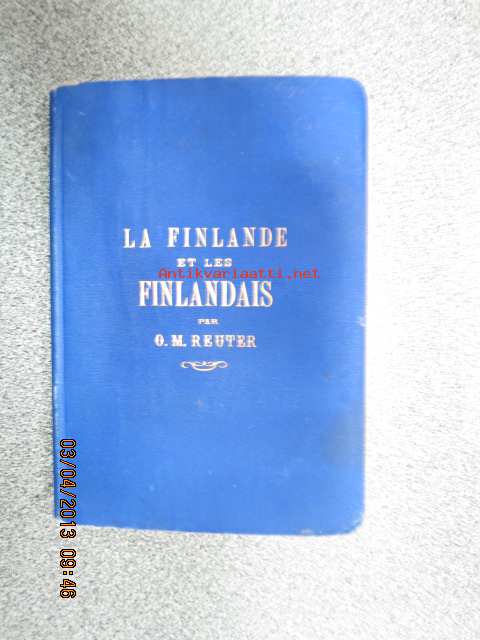 LA FINLANDE
ET LES
Antikvariaatti.net
FINLANDAIS
PAR
O. M. REUTER
03/04/2013 09:46